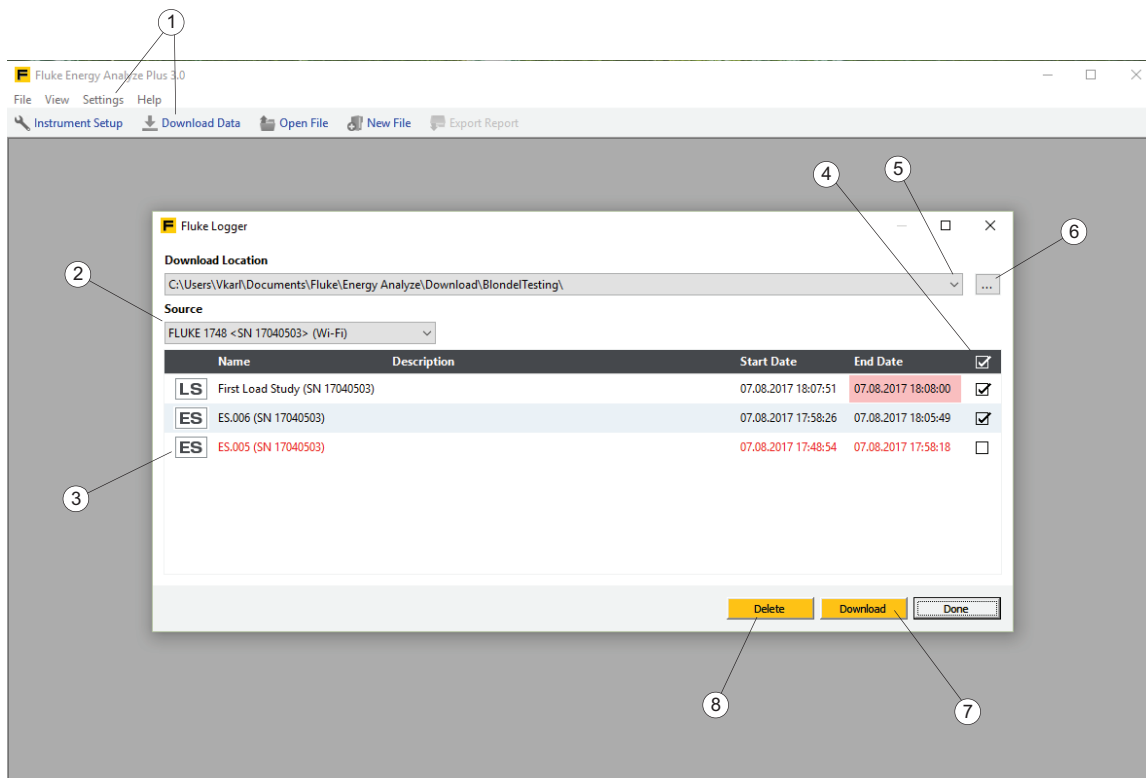 1
Fluke Energy Analyze Plus 3.0
File View Settings Help
Instrument Setup Download Data Open File New File Export Report
4
5
6
2
Fluke Logger
Download Location
C:\Users\Vkarl\Documents\Fluke\Energy Analyze\Download\BlondelTesting\
...
Source
FLUKE 1748 <SN 17040503> (Wi-Fi)
Name Description Start Date End Date
LS First Load Study (SN 17040503) 07.08.2017 18:07:51 07.08.2017 18:08:00
ES ES.006 (SN 17040503) 07.08.2017 17:58:26 07.08.2017 18:05:49
ES ES.005 (SN 17040503) 07.08.2017 17:48:54 07.08.2017 17:58:18
3
Delete Download Done
8
7